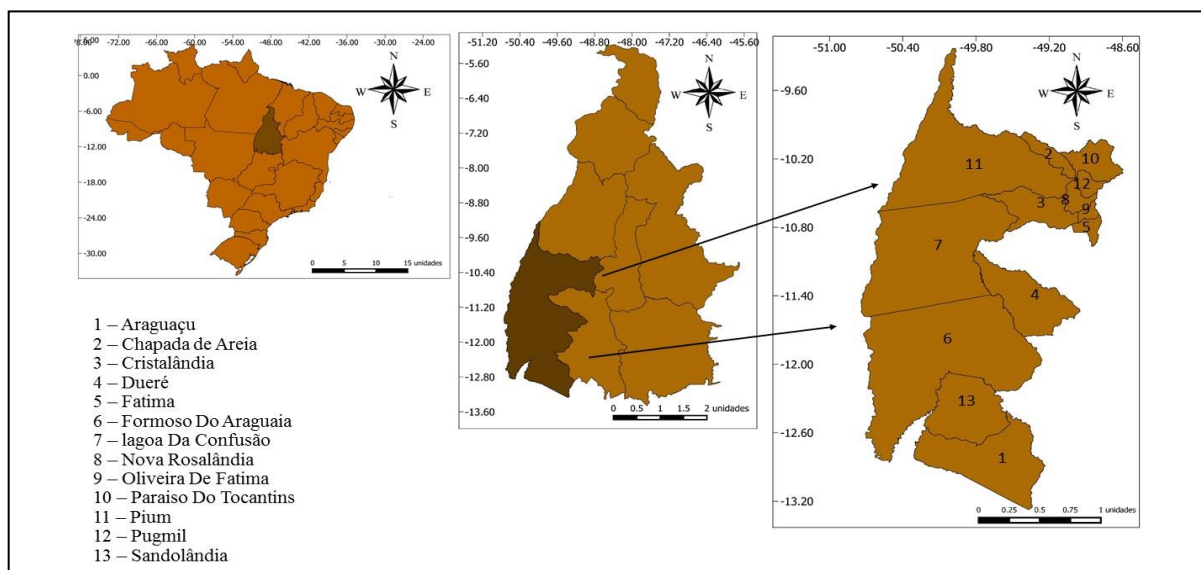 -78.00 -72.00 -66.00 -60.00 -54.00 -48.00 -42.00 -36.00 -30.00 -24.00
0.00
-6.00
-12.00
-18.00
-24.00
-30.00
N
W E
S
0 5 10 15 unidades
-51.20 -50.40 -49.60 -48.80 -48.00 -47.20 -46.40 -45.60
-5.60
-6.40
-7.20
-8.00
-8.80
-9.60
-10.40
-11.20
-12.00
-12.80
-13.60
N
W E
S
0 0.5 1 1.5 2 unidades
-51.00 -50.40 -49.80 -49.20 -48.60
-9.60
-10.20
-10.80
-11.40
-12.00
-12.60
-13.20
N
W E
S
11
2
10
12
3
8
9
5
7
4
6
13
1
0 0.25 0.5 0.75 1 unidades
1 – Araguaçu
2 – Chapada de Areia
3 – Cristalândia
4 – Dueré
5 – Fatima
6 – Formoso Do Araguaia
7 – lagoa Da Confusão
8 – Nova Rosalândia
9 – Oliveira De Fatima
10 – Paraiso Do Tocantins
11 – Pium
12 – Pugmil
13 – Sandolândia